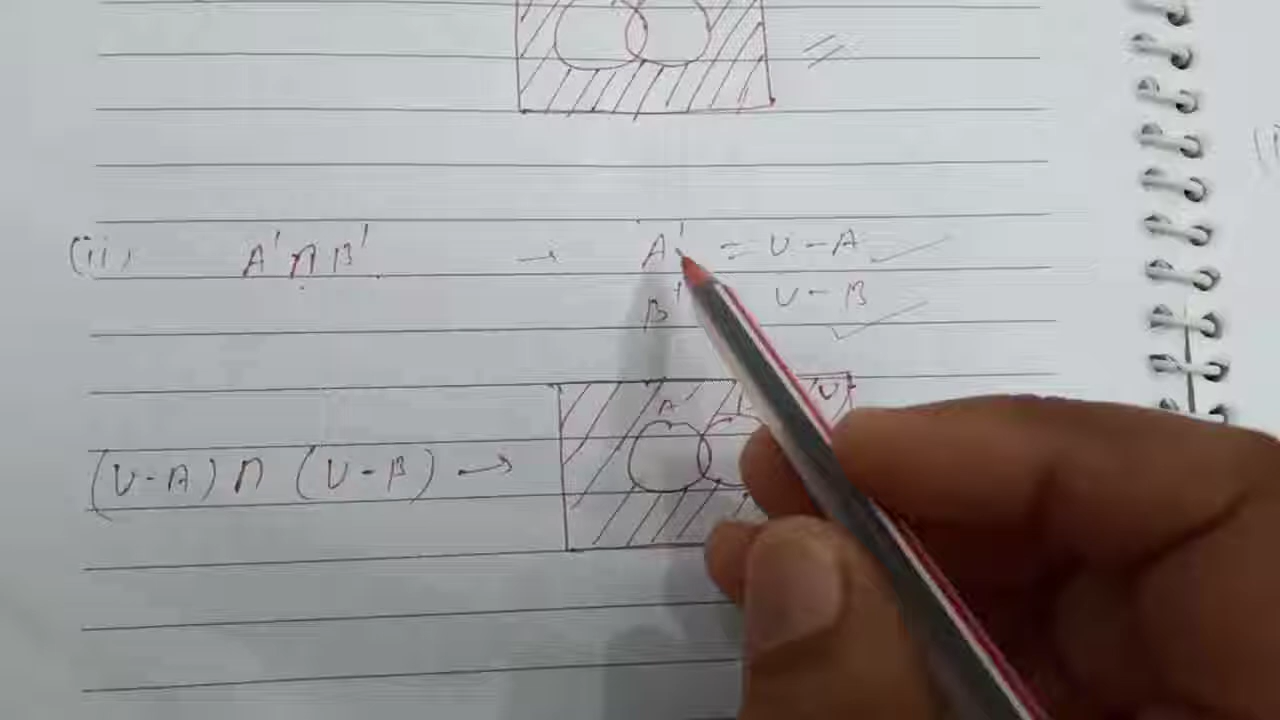 (ii) A' ∩ B' → A' = U - A
B' U - B
A U
(U - A) ∩ (U - B) →